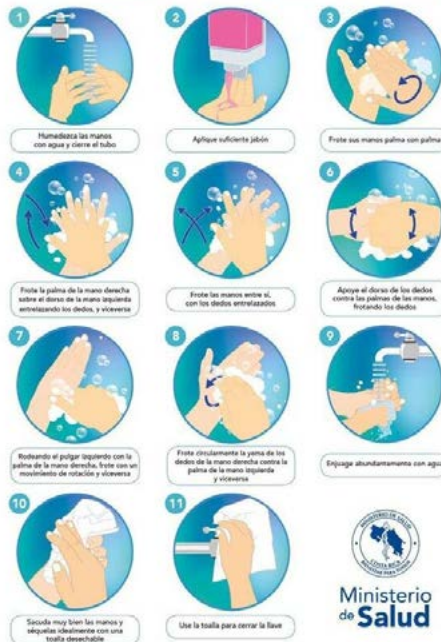 1
Humedezca las manos
con agua y cierre el tubo
2
Aplique suficiente jabón
3
Frote sus manos palma con palma
4
Frote la palma de la mano derecha
sobre el dorso de la mano izquierda
entrelazando los dedos, y viceversa
5
Frote las manos entre sí,
con los dedos entrelazados
6
Apoye el dorso de los dedos
contra las palmas de las manos,
frotando los dedos
7
Rodeando el pulgar izquierdo con la
palma de la mano derecha, frote con un
movimiento de rotación y viceversa
8
Frote circularmente la yema de los
dedos de la mano derecha contra la
palma de la mano izquierda
y viceversa
9
Enjuage abundantemente con agua
10
Sacuda muy bien las manos y
séquelas idealmente con una
toalla desechable
11
Use la toalla para cerrar la llave
MINISTERIO DE SALUD
COSTA RICA
Ministerio
de Salud